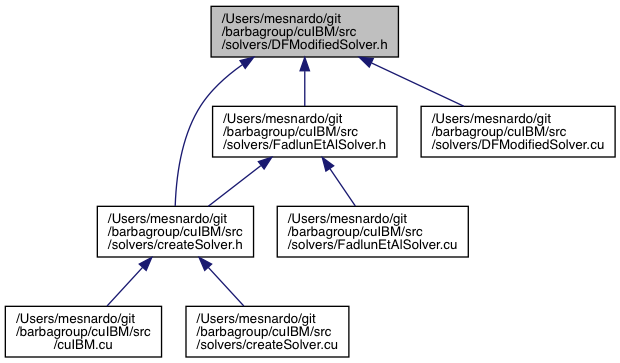 /Users/mesnardo/git
/barbagroup/cuIBM/src
/solvers/DFModifiedSolver.h
/Users/mesnardo/git
/barbagroup/cuIBM/src
/solvers/FadlunEtAlSolver.h
/Users/mesnardo/git
/barbagroup/cuIBM/src
/solvers/DFModifiedSolver.cu
/Users/mesnardo/git
/barbagroup/cuIBM/src
/solvers/createSolver.h
/Users/mesnardo/git
/barbagroup/cuIBM/src
/solvers/FadlunEtAlSolver.cu
/Users/mesnardo/git
/barbagroup/cuIBM/src
/cuIBM.cu
/Users/mesnardo/git
/barbagroup/cuIBM/src
/solvers/createSolver.cu